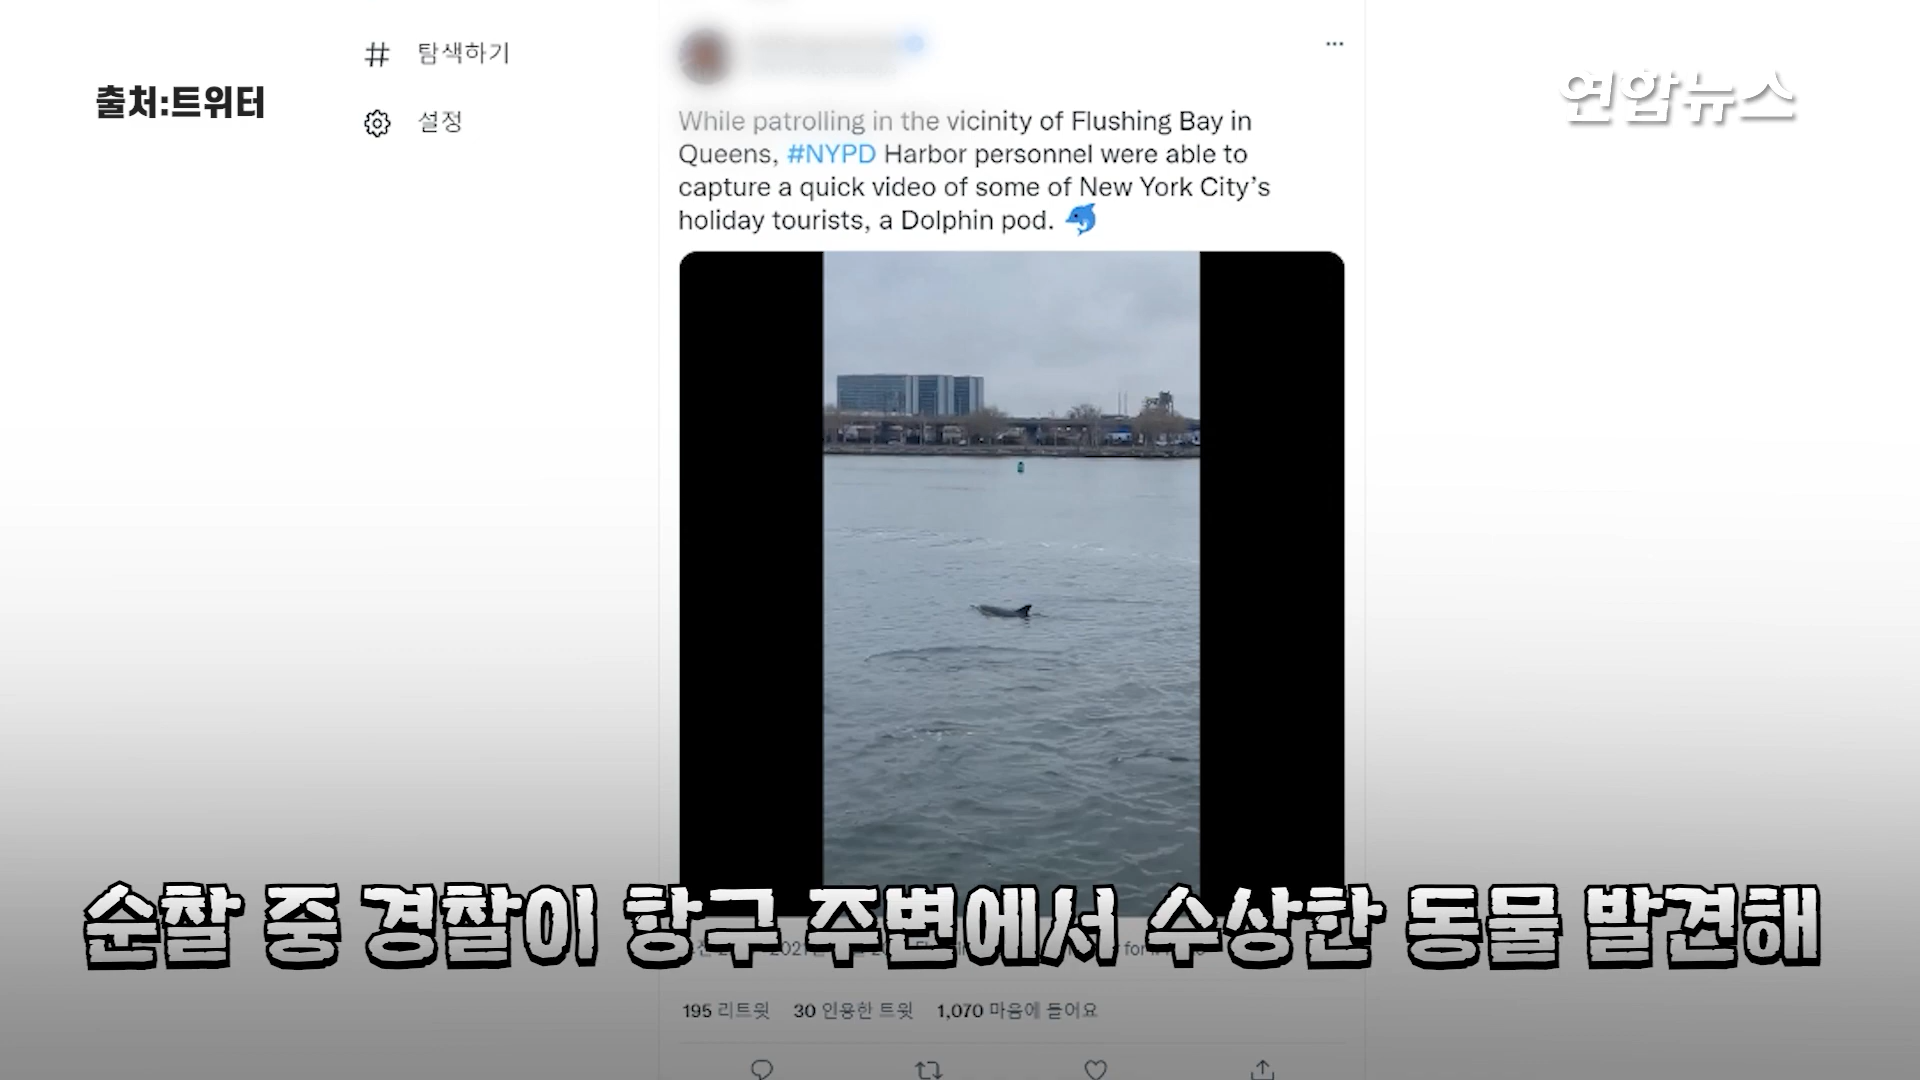 # 탐색하기
출처:트위터
설정
연합뉴스
While patrolling in the vicinity of Flushing Bay in
Queens, #NYPD Harbor personnel were able to
capture a quick video of some of New York City's
holiday tourists, a Dolphin pod. 🐬
순찰 중 경찰이 항구 주변에서 수상한 동물 발견해
195 리트윗 30 인용한 트윗 1,070 마음에 들어요